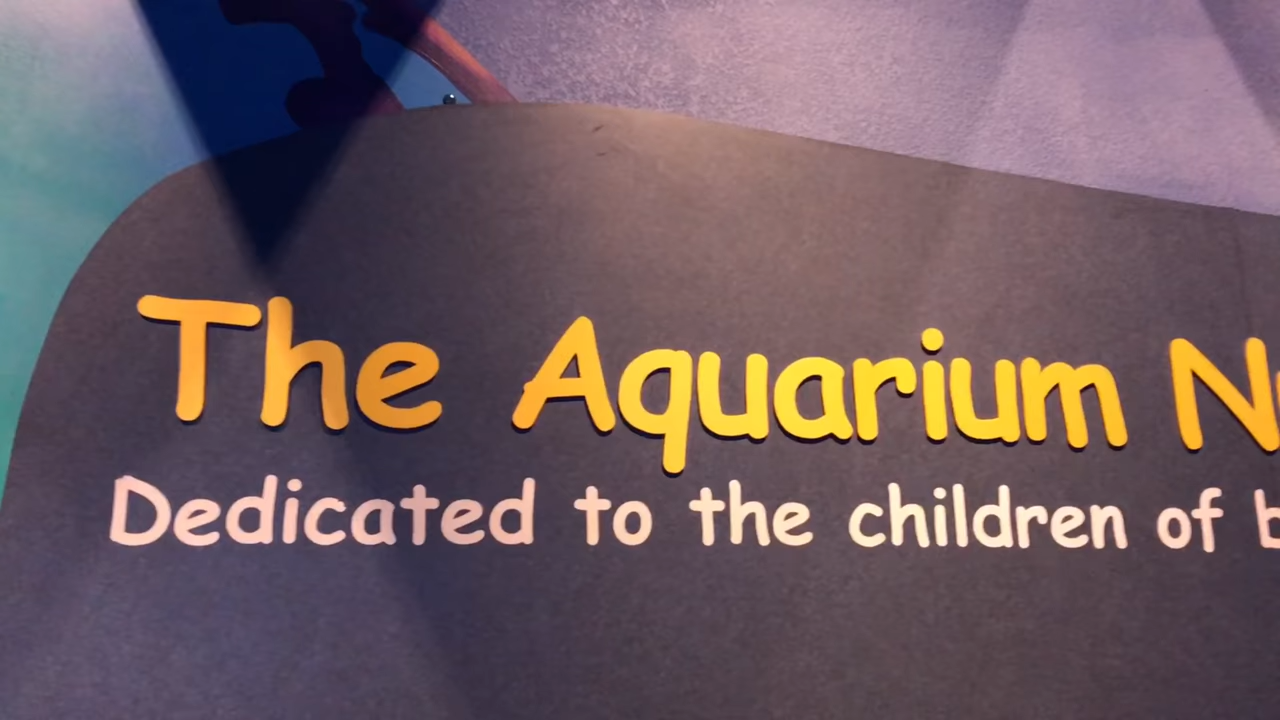 The Aquarium
Dedicated to the children of